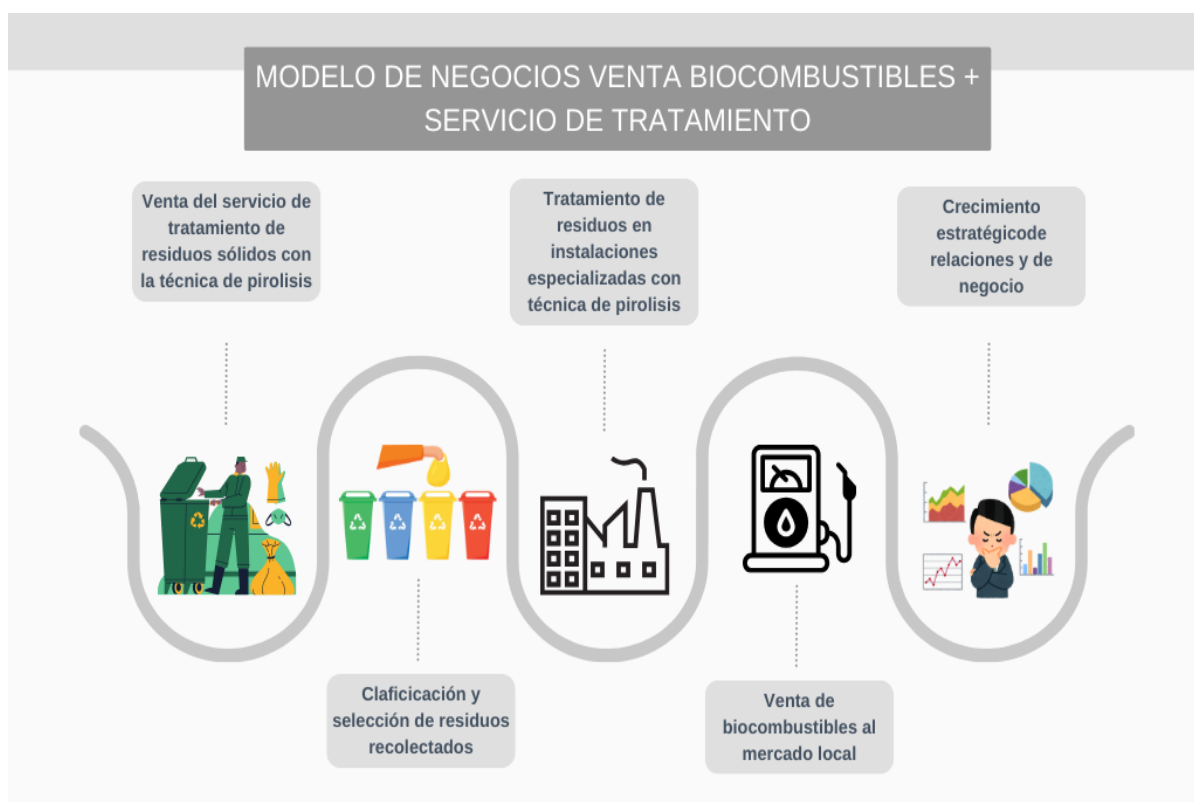 MODELO DE NEGOCIOS VENTA BIOCOMBUSTIBLES +
SERVICIO DE TRATAMIENTO
Venta del servicio de
tratamiento de
residuos sólidos con
la técnica de pirolisis
Claficicación y
selección de residuos
recolectados
Tratamiento de
residuos en
instalaciones
especializadas con
técnica de pirolisis
Venta de
biocombustibles al
mercado local
Crecimiento
estratégicode
relaciones y de
negocio